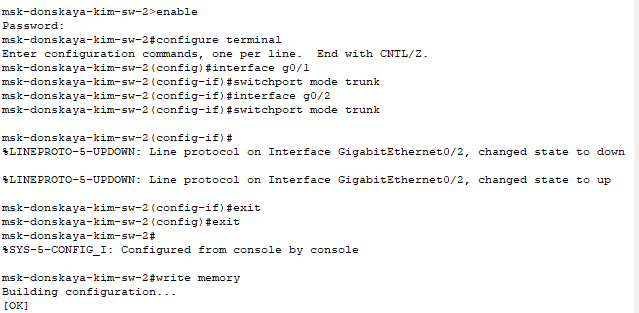 msk-donskaya-kim-sw-2>enable
Password:
msk-donskaya-kim-sw-2#configure terminal
Enter configuration commands, one per line.  End with CNTL/Z.
msk-donskaya-kim-sw-2(config)#interface g0/1
msk-donskaya-kim-sw-2(config-if)#switchport mode trunk
msk-donskaya-kim-sw-2(config-if)#interface g0/2
msk-donskaya-kim-sw-2(config-if)#switchport mode trunk
msk-donskaya-kim-sw-2(config-if)#
%LINEPROTO-5-UPDOWN: Line protocol on Interface GigabitEthernet0/2, changed state to down
%LINEPROTO-5-UPDOWN: Line protocol on Interface GigabitEthernet0/2, changed state to up
msk-donskaya-kim-sw-2(config-if)#exit
msk-donskaya-kim-sw-2(config)#exit
msk-donskaya-kim-sw-2#
%SYS-5-CONFIG_I: Configured from console by console
msk-donskaya-kim-sw-2#write memory
Building configuration...
[OK]